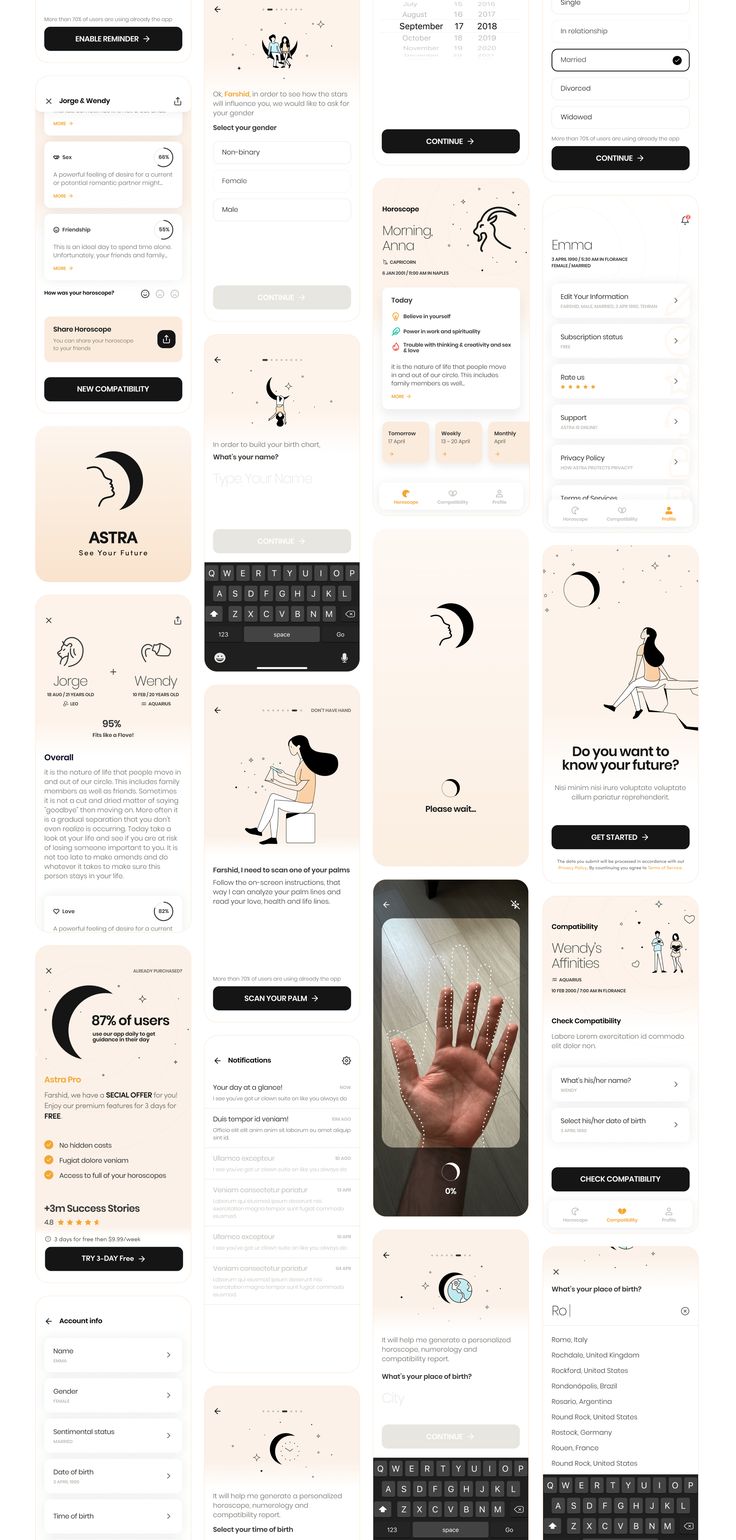 More than 70% of users are using already the app
ENABLE REMINDER →
Jorge & Wendy
MORE →
Sex
66%
A powerful feeling of desire for a current
or potential romantic partner might...
MORE →
Friendship
55%
This is an ideal day to spend time alone.
Unfortunately, your friends and family...
MORE →
How was your horoscope?
Share Horoscope
You can share your horoscope
to your friends
NEW COMPATIBILITY
ASTRA
See Your Future
Jorge
18 AUG / 21 YEARS OLD
LEO
+
Wendy
10 FEB / 20 YEARS OLD
AQUARIUS
95%
Fits like a Flove!
Overall
it is the nature of life that people move in
and out of our circle. This includes family
members as well as friends. Sometimes
it is not a cut and dried matter of saying
"goodbye" then moving on. More often it
is a gradual separation that you don't
even realize is occurring. Today take a
look at your life and see if you are at risk
of losing someone important to you. It is
not too late to make amends and do
whatever it takes to make sure this
person stays in your life.
Love
82%
A powerful feeling of desire for a current
ALREADY PURCHASED?
87% of users
use our app daily to get
guidance in their day
Astra Pro
Farshid, we have a SECIAL OFFER for you!
Enjoy our premium features for 3 days for
FREE.
No hidden costs
Fugiat dolore veniam
Access to full of your horoscopes
+3m Success Stories
4.8
3 days for free then $9.99/week
TRY 3-DAY Free →
Account info
Name
EMMA
Gender
FEMALE
Sentimental status
MARRIED
Date of birth
3 APRIL 1990
Time of birth
Ok, Farshid, in order to see how the stars
will influence you, we would like to ask for
your gender
Select your gender
Non-binary
Female
Male
CONTINUE →
In order to build your birth chart,
What's your name?
Type Your Name
CONTINUE →
Q W E R T Y U I O P
A S D F G H J K L
Z X C V B N M
123 space Go
DON'T HAVE HAND
Farshid, I need to scan one of your palms
Follow the on-screen instructions, that
way I can analyze your palm lines and
read your love, health and life lines.
More than 70% of users are using already the app
SCAN YOUR PALM →
Notifications
Your day at a glance!
NOW
I see you've got ur clown suite on like you always do
Duis tempor id veniam!
Officia elit elit anim anim sit laborum eu amet aliquip
sint id.
Ullamco excepteur
10 AGO
I see you've got ur clown suite on like you always do
Veniam consectetur pariatur
Laborum qui eiusmod ipsum deserunt nisi,
exercitation magna tempor sunt fugiat commodo
eiusmod.
Ullamco excepteur
I see you've got ur clown suite on like you always do
Veniam consectetur pariatur
Laborum qui eiusmod ipsum deserunt nisi,
exercitation magna tempor sunt fugiat commodo
eiusmod.
It will help me generate a personalized
horoscope, numerology and
compatibility report.
Select your time of birth
July 15 2016
August 16 2017
September 17 2018
October 18 2019
November 19 2020
CONTINUE →
Horoscope
Morning,
Anna
CAPRICORN
6 JAN 2001 / 11:00 AM IN NAPLES
Today
Believe in yourself
Power in work and spirituality
Trouble with thinking & creativity and sex
& love
it is the nature of life that people move
in and out of our circle. This includes
family members as well...
MORE →
Tomorrow
17 April
Weekly
13 – 20 April
Monthly
April
Horoscope
Compatibility
Profile
Please wait...
0%
It will help me generate a personalized
horoscope, numerology and
compatibility report.
What's your place of birth?
City
CONTINUE →
Q W E R T Y U I O P
A S D F G H J K L
Z X C V B N M
123 space Go
Single
In relationship
Married
Divorced
Widowed
More than 70% of users are using already the app
CONTINUE →
Emma
3 APRIL 1990 / 5:30 AM IN FLORANCE
FEMALE / MARRIED
Edit Your Information
FARSHID, MALE, MARRIED, 3 APR 1990, TEHRAN
Subscription status
FREE
Rate us
Support
ASTRA IS ONLINE!
Privacy Policy
HOW ASTRA PROTECTS PRIVACY?
Terms of Services
Horoscope
Compatibility
Profile
Do you want to
know your future?
Nisi minim nisi irure voluptate voluptate
cillum pariatur reprehenderit.
GET STARTED →
The data you submit will be processed in accordance with out
Privacy Policy. By countinuing you agree to Terms of Service.
Compatibility
Wendy's
Affinities
AQUARIUS
10 FEB 2000 / 7:00 AM IN FLORANCE
Check Compatibility
Labore Lorem exercitation id commodo
elit dolor non.
What's his/her name?
WENDY
Select his/her date of birth
3 APRIL 1990
CHECK COMPATIBILITY
Horoscope
Compatibility
Profile
What's your place of birth?
Ro
Rome, Italy
Rochdale, United Kingdom
Rockford, United States
Rondonópolis, Brazil
Rosario, Argentina
Round Rock, United States
Rostock, Germany
Rouen, France
Round Rock, United States
Q W E R T Y U I O P
A S D F G H J K L
Z X C V B N M